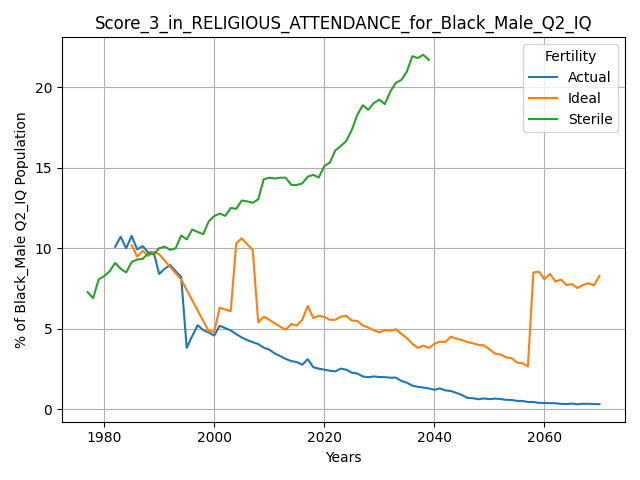 Score_3_in_RELIGIOUS_ATTENDANCE_for_Black_Male_Q2_IQ
% of Black_Male Q2_IQ Population
20
15
10
5
0
Fertility
Actual
Ideal
Sterile
1980
2000
2020
2040
2060
Years